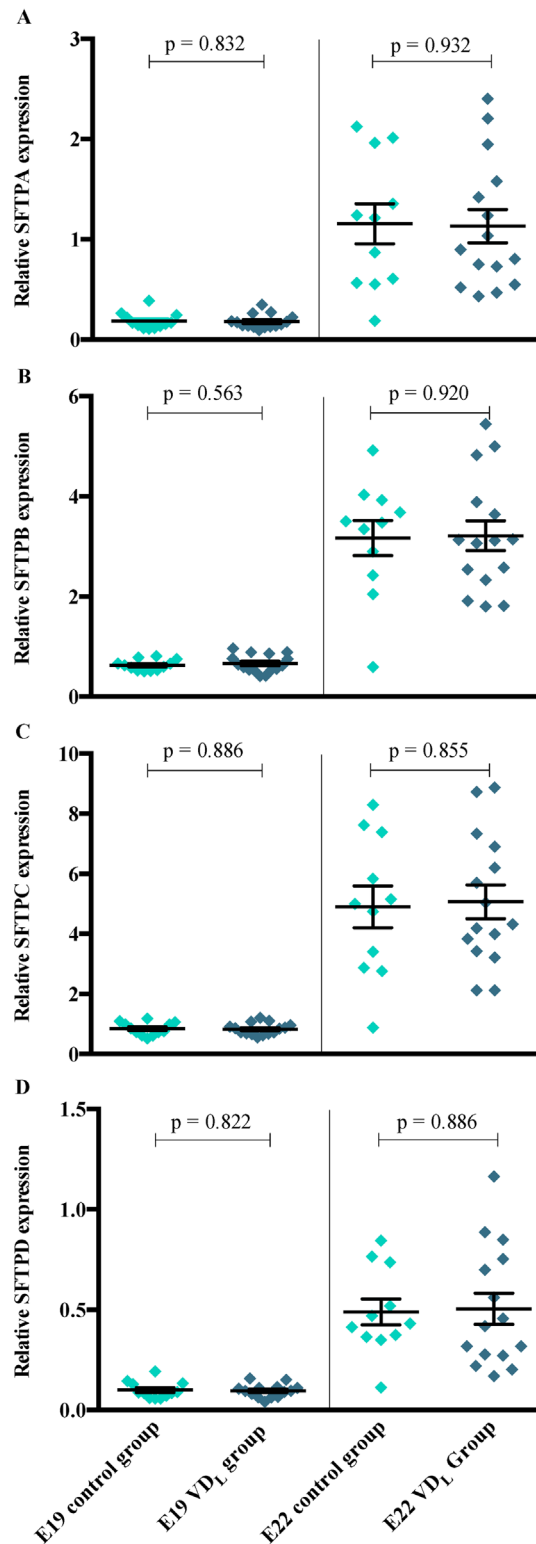 A
Relative SFTPA expression
3
2
1
0
p = 0.832
p = 0.932
B
Relative SFTPB expression
6
4
2
0
p = 0.563
p = 0.920
C
Relative SFTPC expression
10
8
6
4
2
0
p = 0.886
p = 0.855
D
Relative SFTPD expression
1.5
1.0
0.5
0.0
p = 0.822
p = 0.886
E19 control group
E19 VDL group
E22 control group
E22 VDL Group